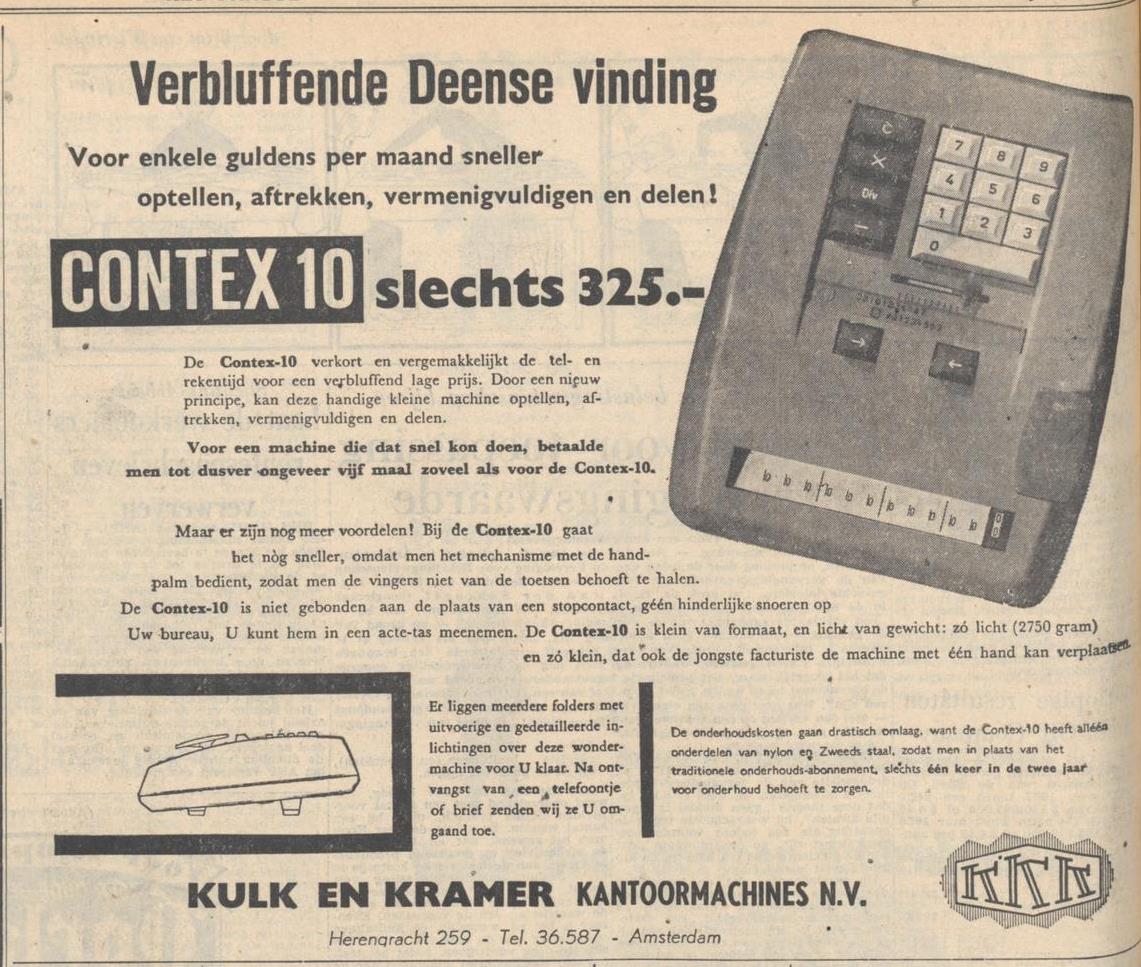 Verbluffende Deense vinding
Voor enkele guldens per maand sneller
optellen, aftrekken, vermenigvuldigen en delen!
CONTEX 10 slechts 325.-
De Contex-10 verkort en vergemakkelijkt de tel- en
rekentijd voor een verbluffend lage prijs. Door een nieuw
principe, kan deze handige kleine machine optellen, af-
trekken, vermenigvuldigen en delen.
Voor een machine die dat snel kon doen, betaalde
men tot dusver ongeveer vijf maal zoveel als voor de Contex-10.
Maar er zijn nog meer voordelen! Bij de Contex-10 gaat
het nòg sneller, omdat men het mechanisme met de hand-
palm bedient, zodat men de vingers niet van de toetsen behoeft te halen.
De Contex-10 is niet gebonden aan de plaats van een stopcontact, géén hinderlijke snoeren op
Uw bureau, U kunt hem in een acte-tas meenemen. De Contex-10 is klein van formaat, en licht van gewicht: zó licht (2750 gram)
en zó klein, dat ook de jongste facturiste de machine met één hand kan verplaatsen.
C
X
Div
—
7 8 9
4 5 6
1 2 3
0
→ ←
Er liggen meerdere folders met
uitvoerige en gedetailleerde in-
lichtingen over deze wonder-
machine voor U klaar. Na ont-
vangst van een telefoontje
of brief zenden wij ze U om-
gaand toe.
De onderhoudskosten gaan drastisch omlaag, want de Contex-10 heeft alléén
onderdelen van nylon en Zweeds staal, zodat men in plaats van het
traditionele onderhouds-abonnement, slechts één keer in de twee jaar
voor onderhoud behoeft te zorgen.
KULK EN KRAMER KANTOORMACHINES N.V.
Herengracht 259 - Tel. 36.587 - Amsterdam
KKK